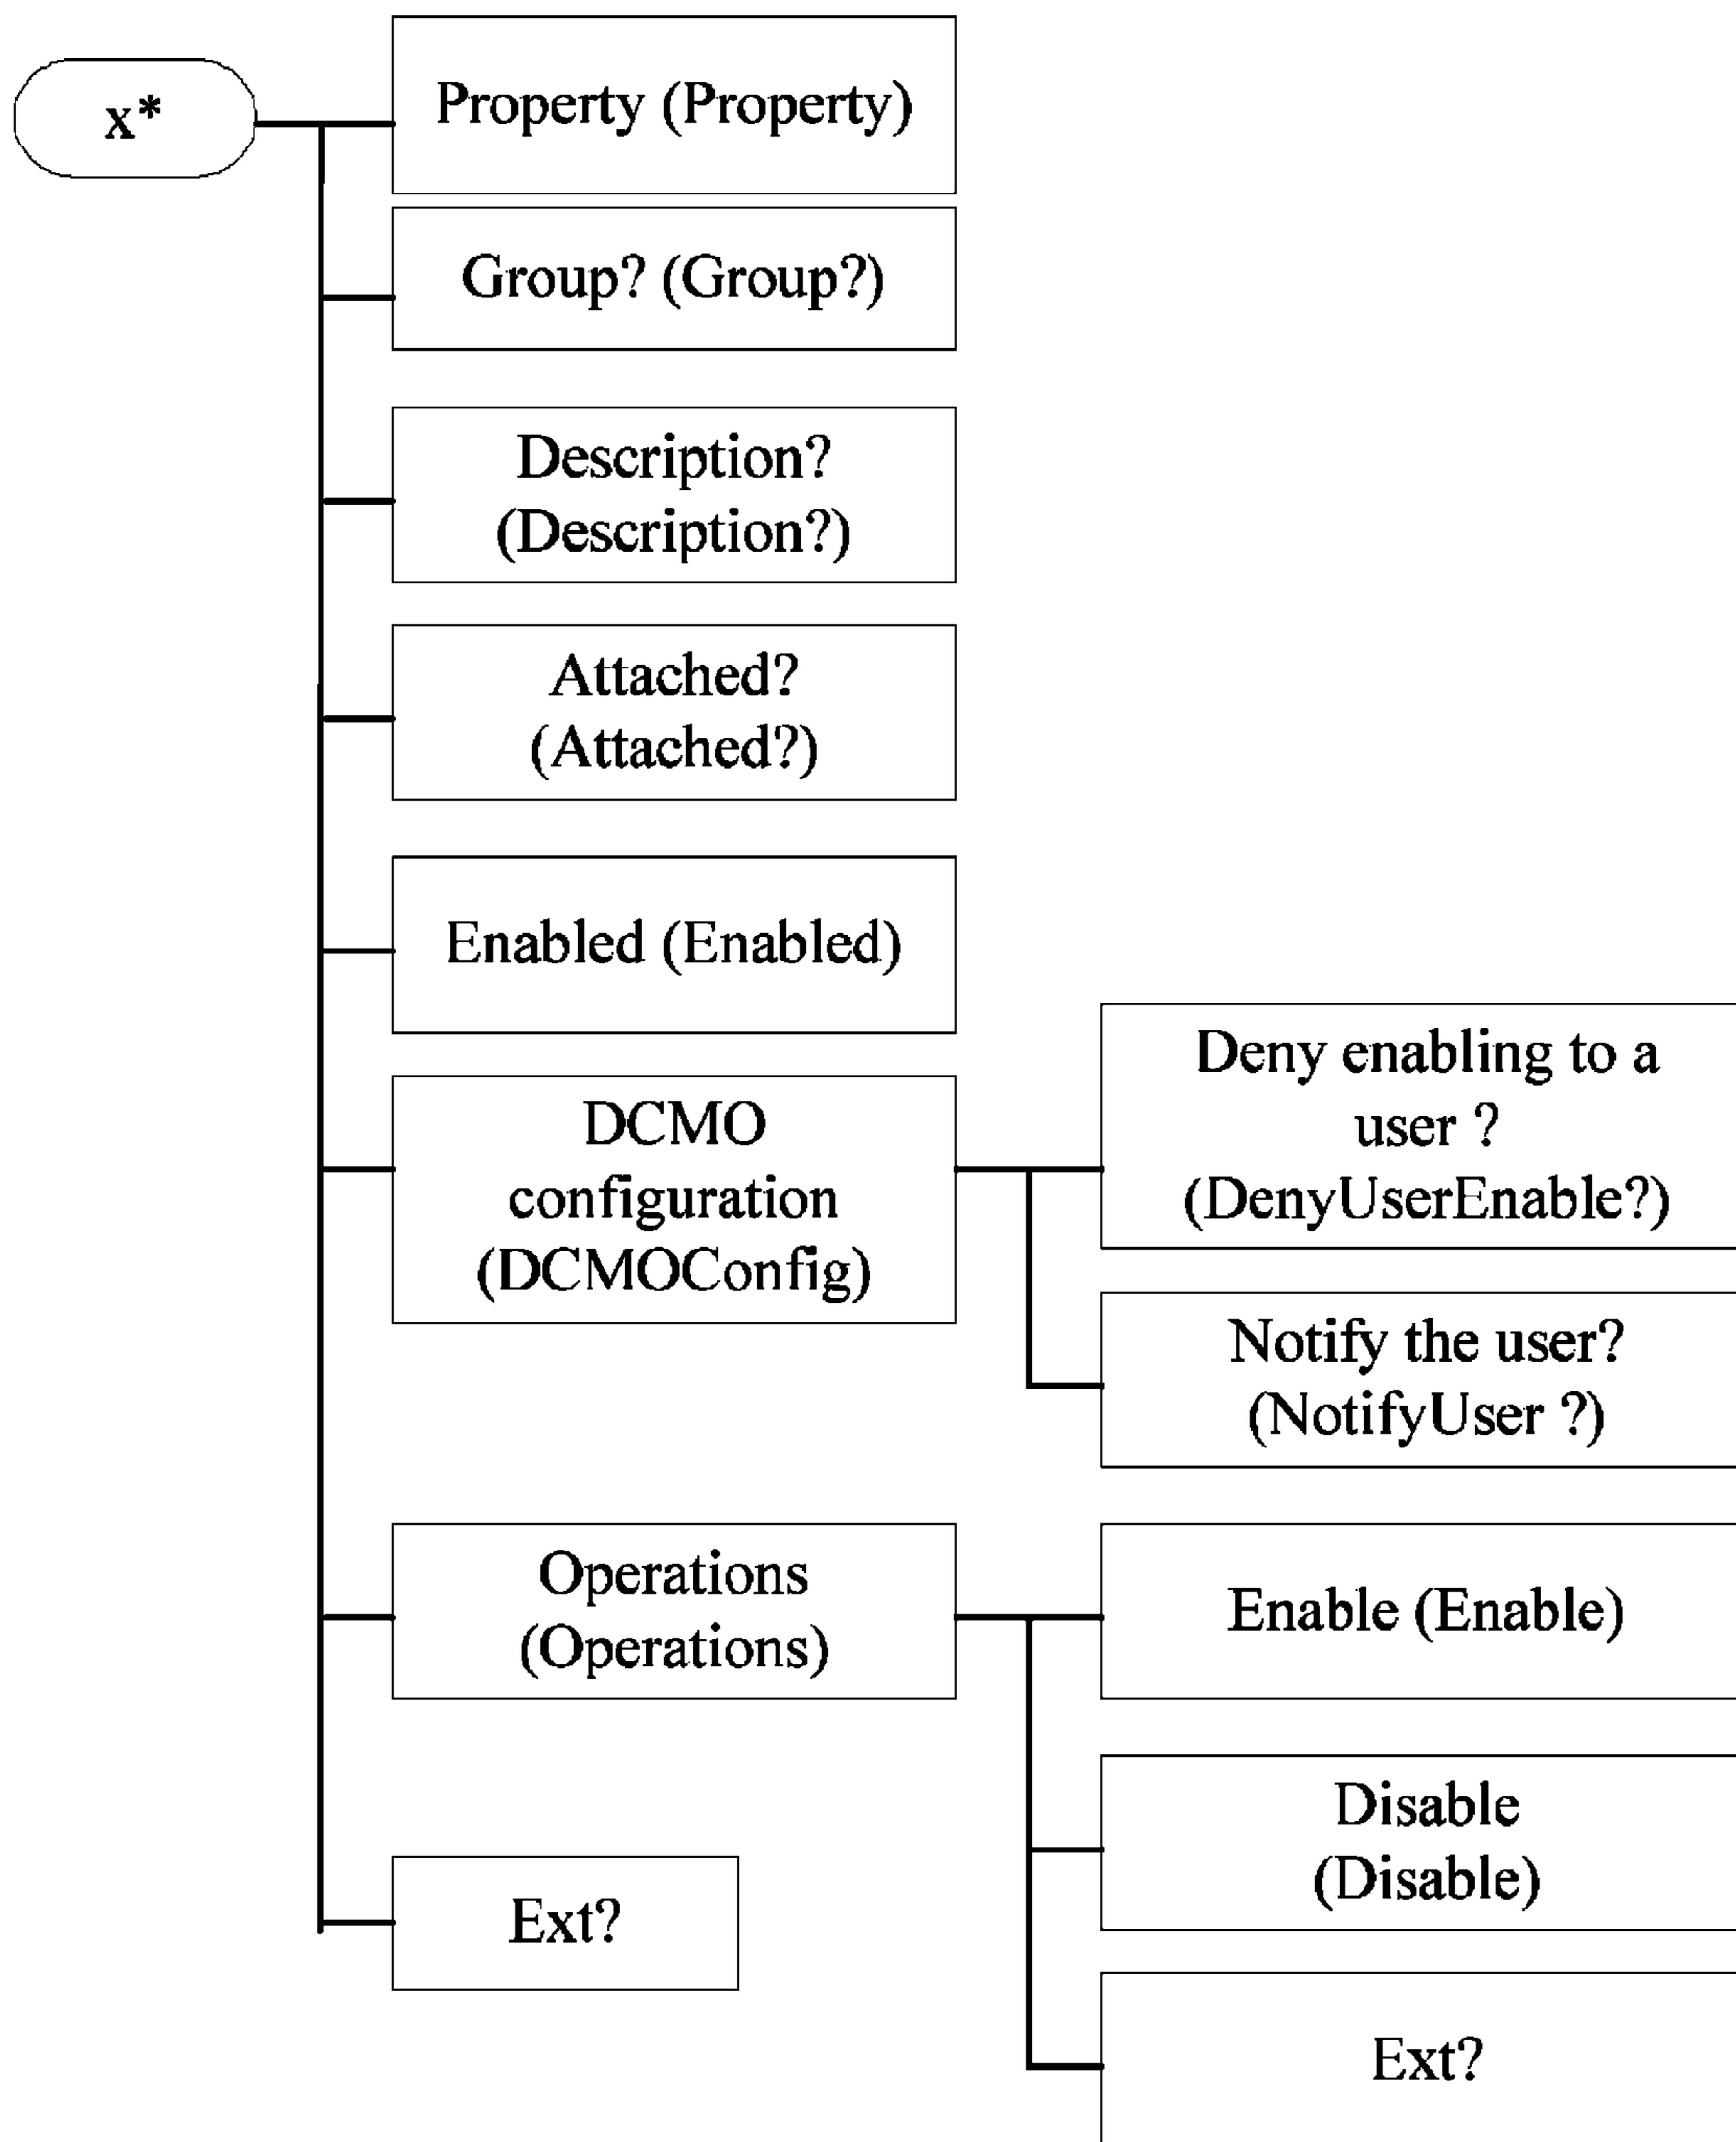 x*
Property (Property)
Group? (Group?)
Description?
(Description?)
Attached?
(Attached?)
Enabled (Enabled)
DCMO
configuration
(DCMOConfig)
Deny enabling to a
user ?
(DenyUserEnable?)
Notify the user?
(NotifyUser ?)
Operations
(Operations)
Enable (Enable)
Disable
(Disable)
Ext?
Ext?